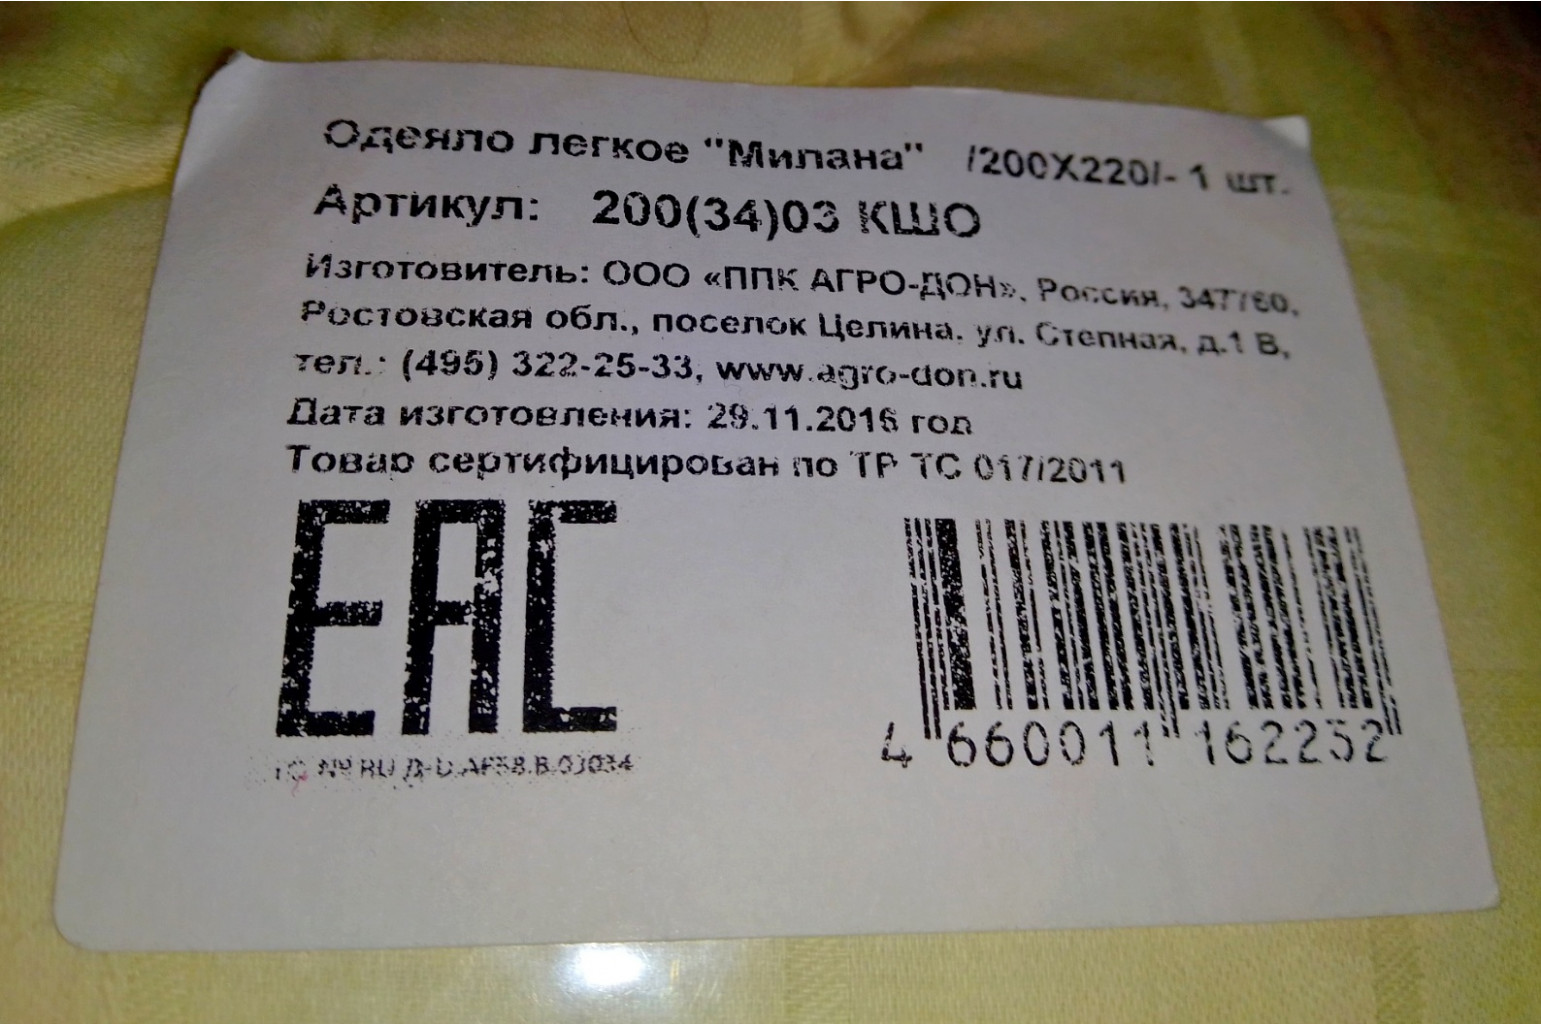 Одеяло легкое "Милана" /200X220/- 1 шт.
Артикул: 200(34)03 КШО
Изготовитель: ООО «ППК АГРО-ДОН», Россия, 347760,
Ростовская обл., поселок Целина, ул. Степная, д.1 В,
тел.: (495) 322-25-33, www.agro-don.ru
Дата изготовления: 29.11.2016 год
Товар сертифицирован по ТР ТС 017/2011
ЕАС
RU Д-
4 660011 162252